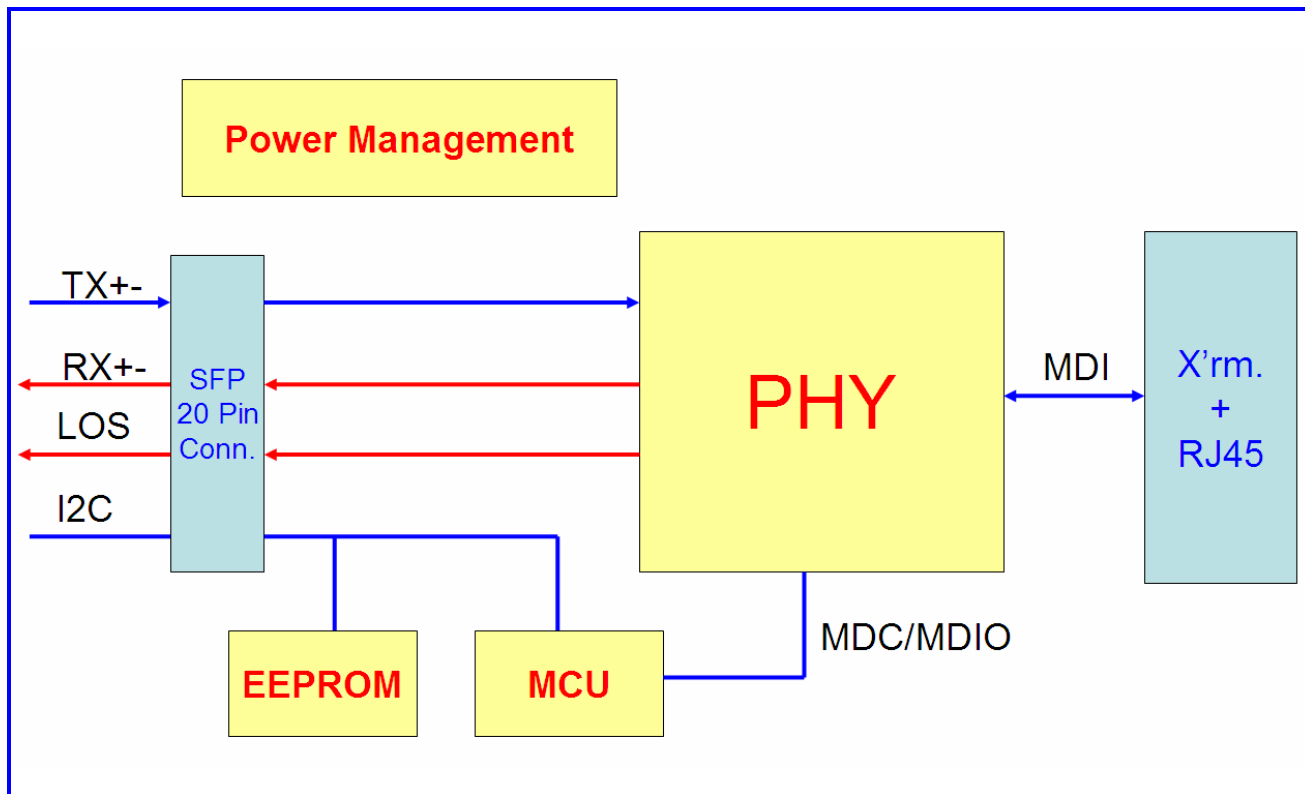 Power Management
TX+-
RX+-
LOS
I2C
SFP
20 Pin
Conn.
PHY
MDI
X'rm.
+
RJ45
MDC/MDIO
EEPROM
MCU